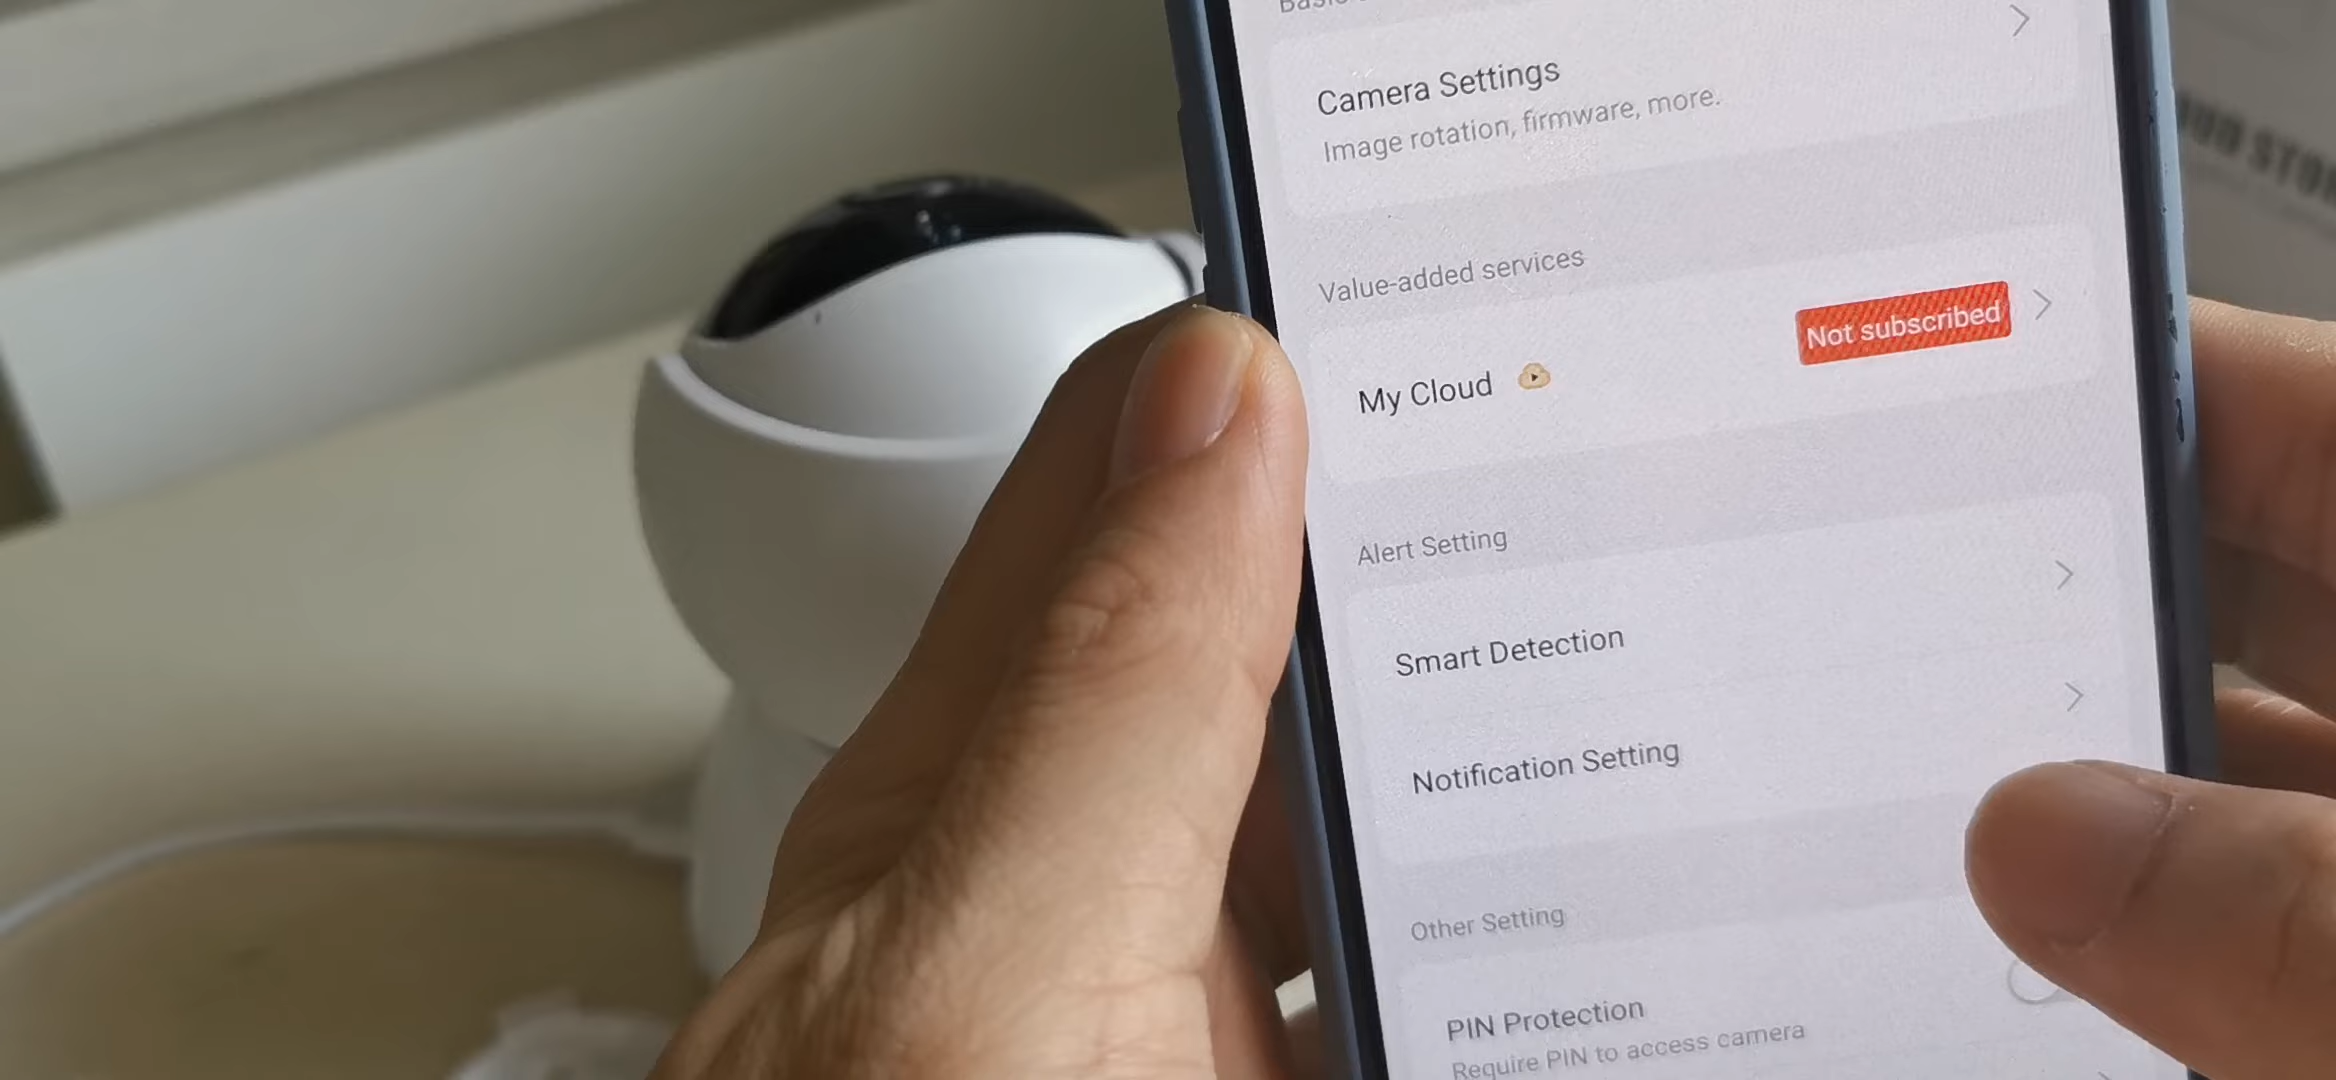 Basic
Camera Settings
Image rotation, firmware, more.
Value-added services
My Cloud
Not subscribed
Alert Setting
Smart Detection
Notification Setting
Other Setting
PIN Protection
Require PIN to access camera